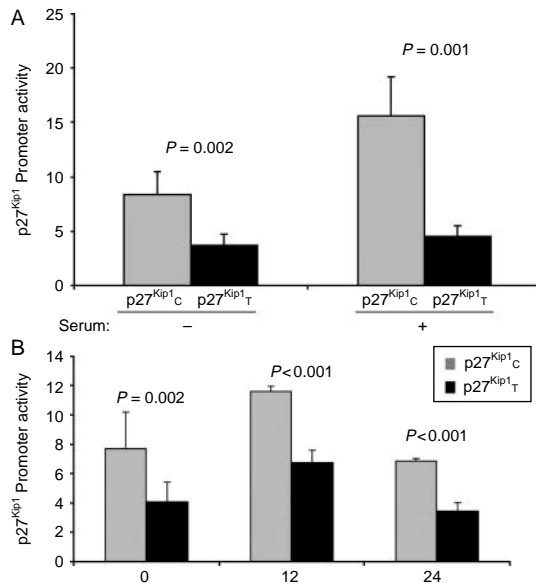 A
p27Kip1 Promoter activity
25
20
15
10
5
0
P = 0.002
P = 0.001
p27Kip1C p27Kip1T p27Kip1C p27Kip1T
Serum: – +
B
p27Kip1 Promoter activity
14
12
10
8
6
4
2
0
P = 0.002
P<0.001
P<0.001
p27Kip1C
p27Kip1T
0 12 24